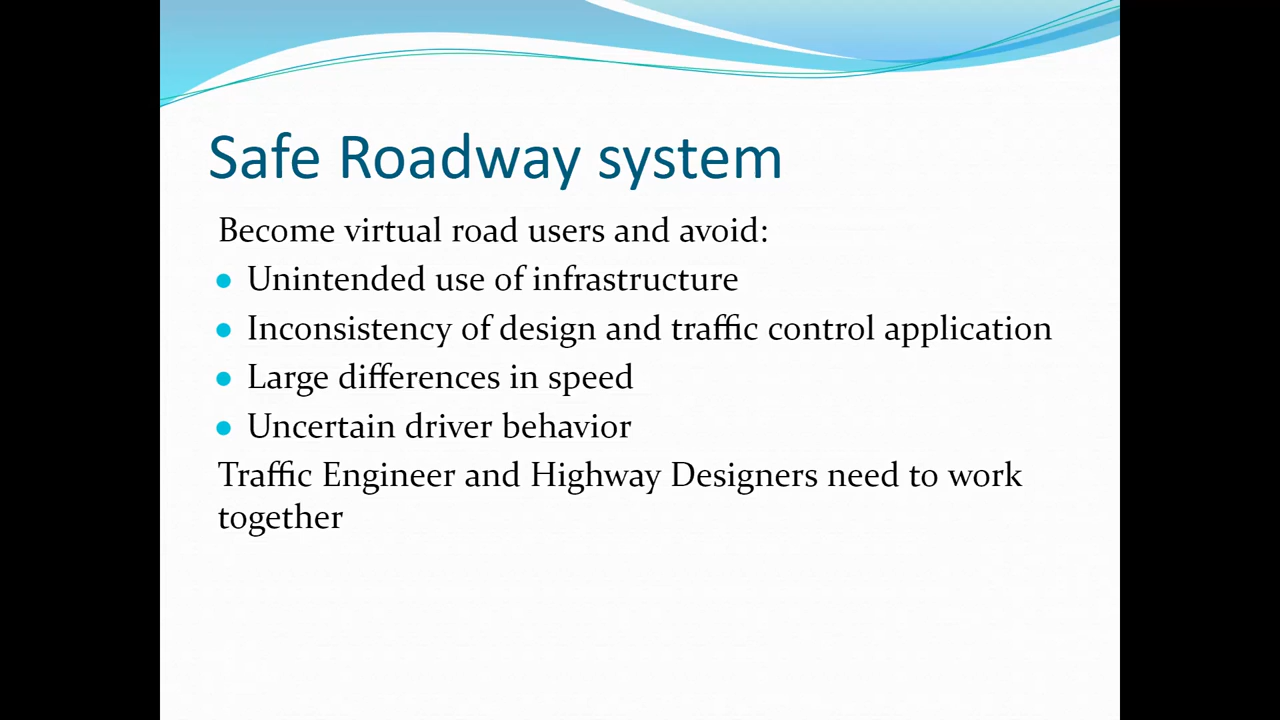 Safe Roadway system
Become virtual road users and avoid:
• Unintended use of infrastructure
• Inconsistency of design and traffic control application
• Large differences in speed
• Uncertain driver behavior
Traffic Engineer and Highway Designers need to work
together